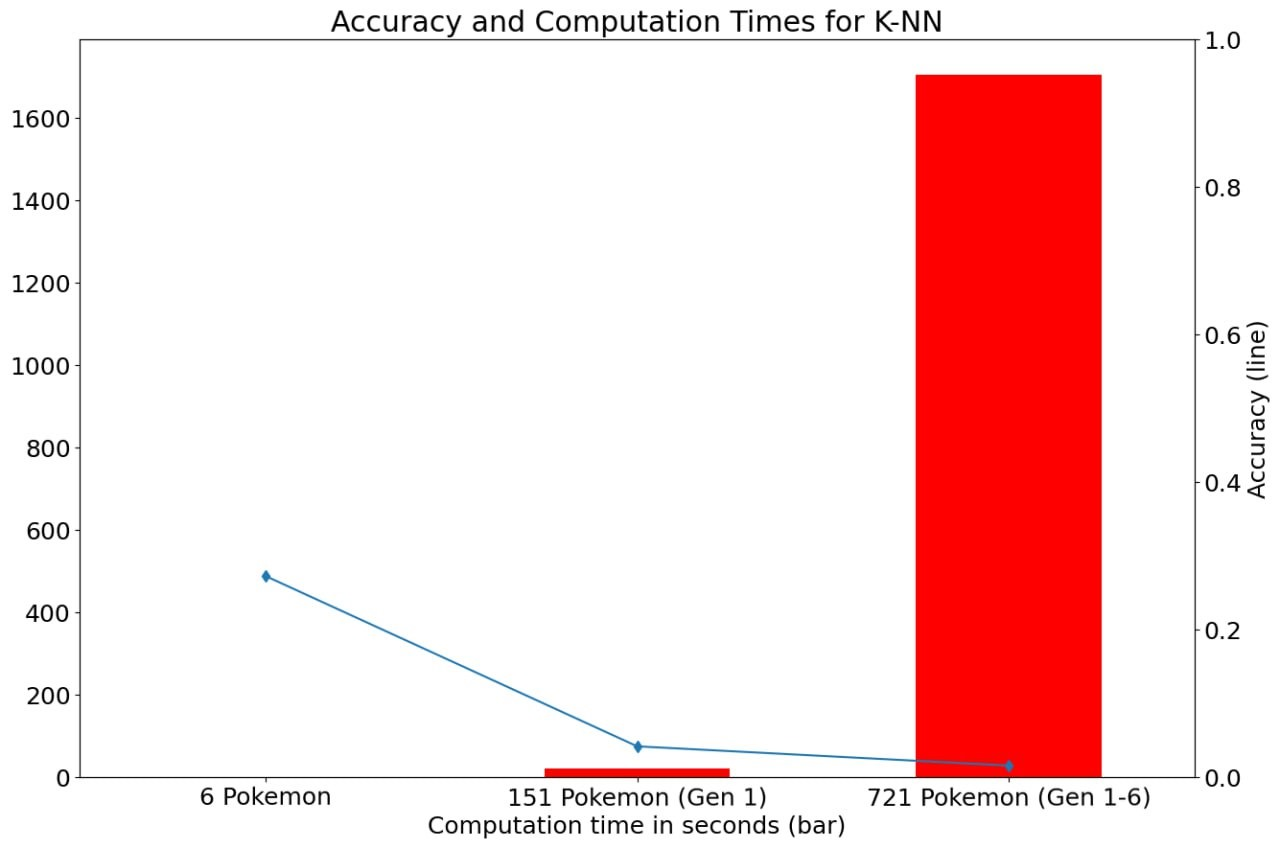 Accuracy and Computation Times for K-NN
1600
1400
1200
1000
800
600
400
200
0
1.0
0.8
0.6
0.4
0.2
0.0
Accuracy (line)
6 Pokemon
151 Pokemon (Gen 1)
721 Pokemon (Gen 1-6)
Computation time in seconds (bar)